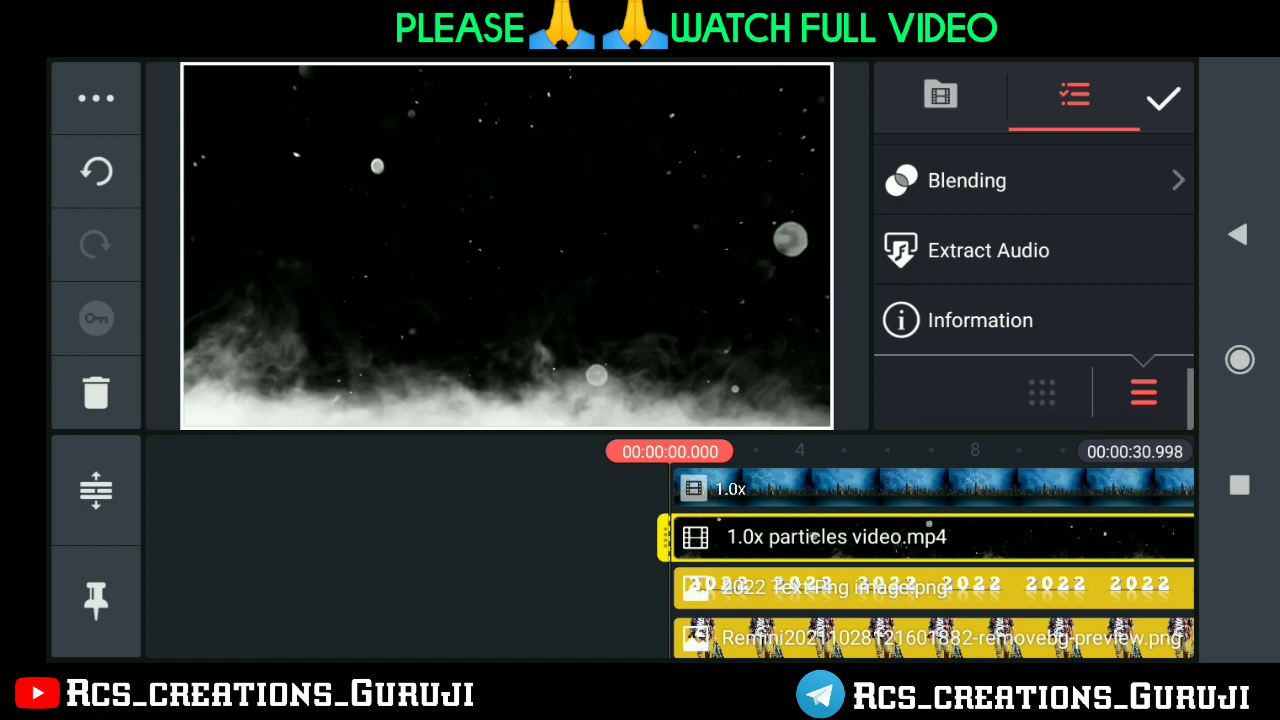 PLEASE🙏 🙏WATCH FULL VIDEO
Blending
Extract Audio
Information
00:00:00.000
4
8
00:00:30.998
1.0x
1.0x particles video.mp4
2022 Text Png image.png
2022 2022 2022 2022 2022 2022
Remini20211028121601882-removebg-preview.png
Rcs_creations_Guruji
Rcs_creations_Guruji